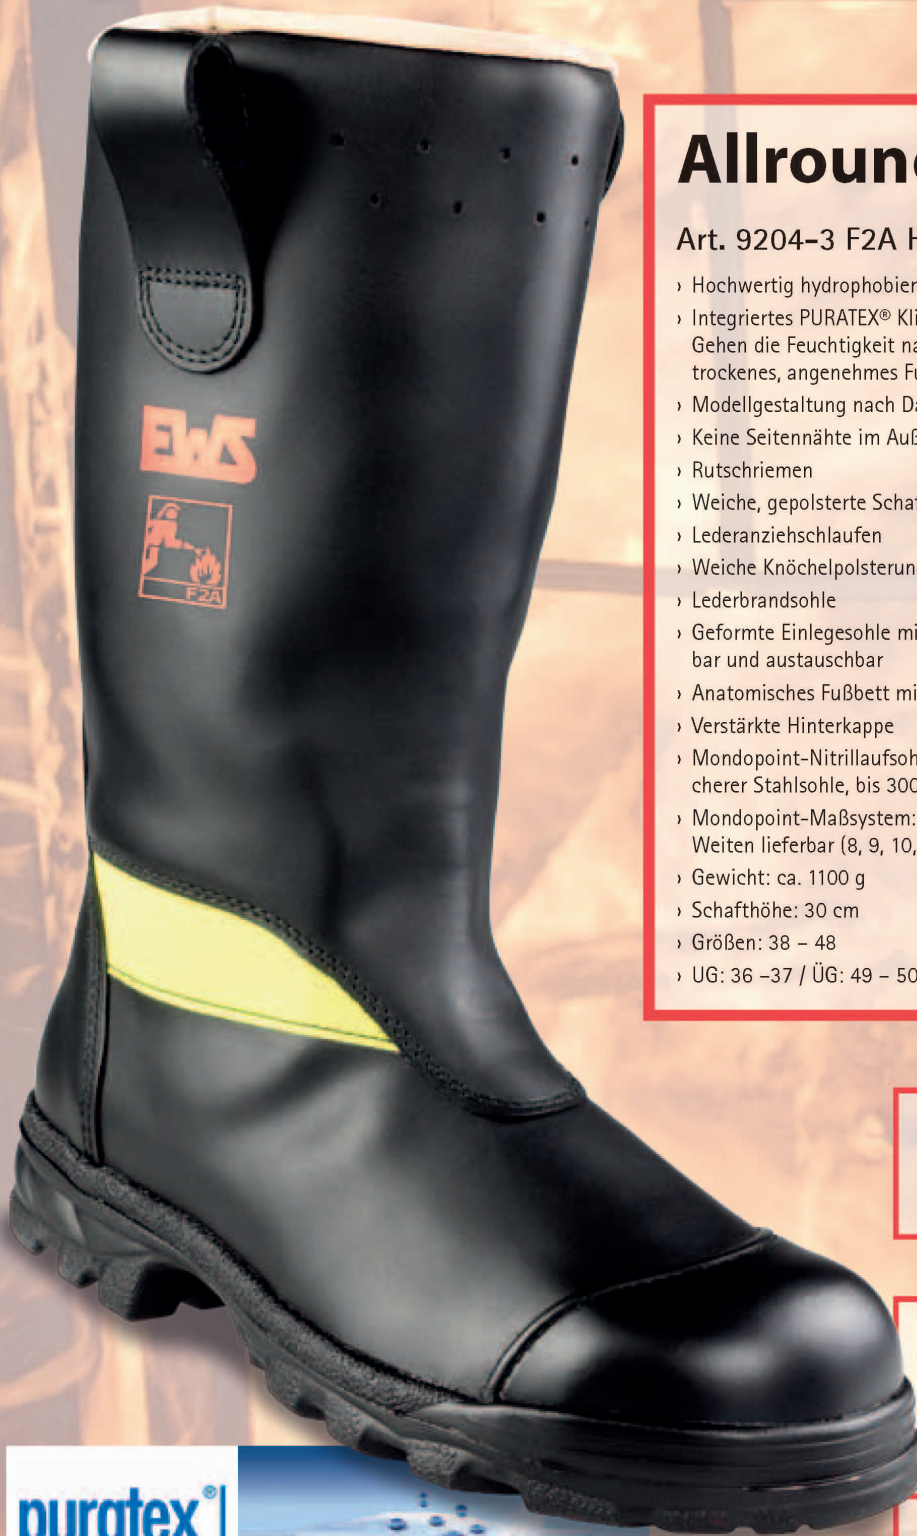 Allroun
Art. 9204-3 F2A H
› Hochwertig hydrophobier
› Integriertes PURATEX® Kli
Gehen die Feuchtigkeit na
trockenes, angenehmes Fu
› Modellgestaltung nach Da
› Keine Seitennähte im Auß
› Rutschriemen
› Weiche, gepolsterte Schaf
› Lederanziehschlaufen
› Weiche Knöchelpolsterun
› Lederbrandsohle
› Geformte Einlegesohle mi
bar und austauschbar
› Anatomisches Fußbett mi
› Verstärkte Hinterkappe
› Mondopoint-Nitrillaufsoh
cherer Stahlsohle, bis 300
› Mondopoint-Maßsystem:
Weiten lieferbar (8, 9, 10,
› Gewicht: ca. 1100 g
› Schafthöhe: 30 cm
› Größen: 38 – 48
› UG: 36 –37 / ÜG: 49 – 50
EWS
F2A
puratex®